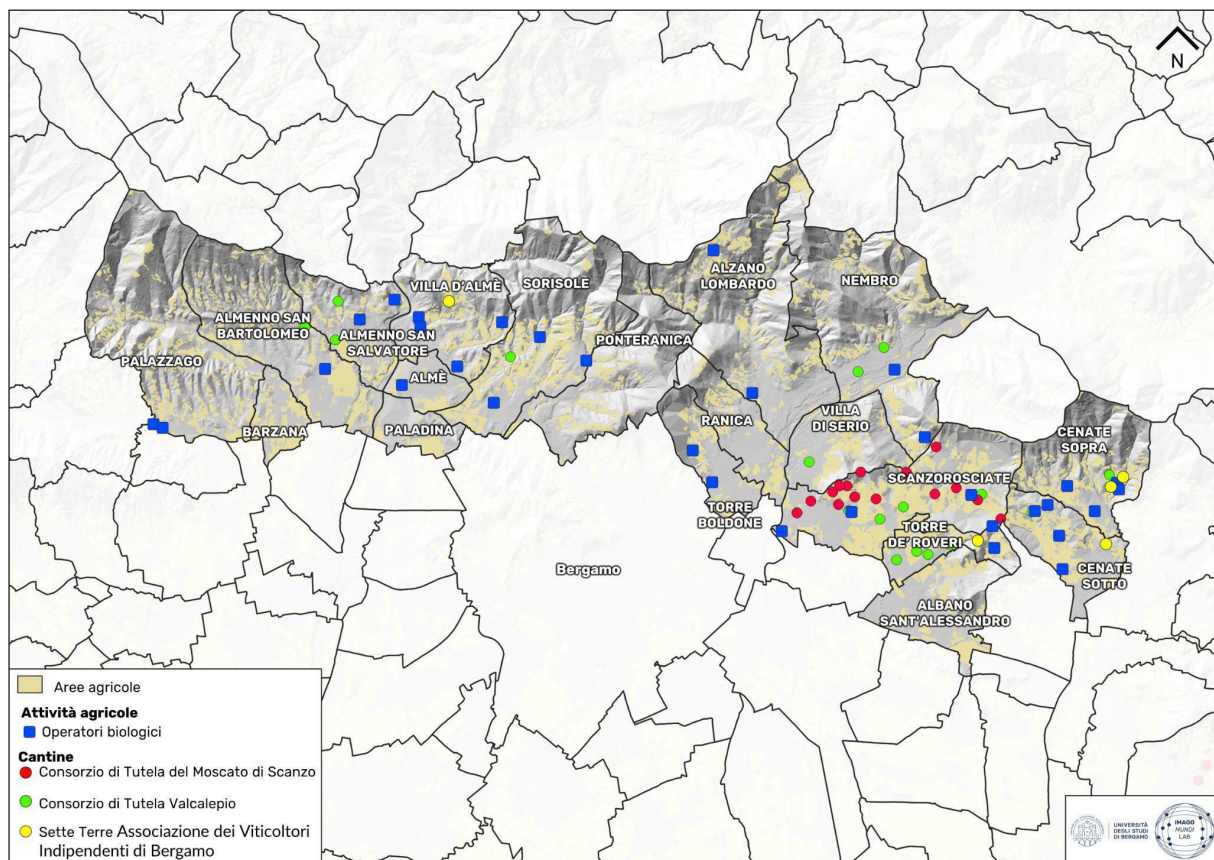 N
ALZANO
LOMBARDO
NEMBRO
VILLA D'ALMÈ
SORISOLE
ALMENNO SAN
BARTOLOMEO
ALMENNO SAN
SALVATORE
PONTERANICA
PALAZZAGO
ALMÈ
BARZANA
PALADINA
RANICA
VILLA
DI SERIO
CENATE
SOPRA
SCANZOROSCIATE
TORRE
BOLDONE
TORRE
DE' ROVERI
Bergamo
CENATE
SOTTO
ALBANO
SANT'ALESSANDRO
Aree agricole
Attività agricole
Operatori biologici
Cantine
Consorzio di Tutela del Moscato di Scanzo
Consorzio di Tutela Valcalepio
Sette Terre Associazione dei Viticoltori
Indipendenti di Bergamo
UNIVERSITÀ
DEGLI STUDI
DI BERGAMO
IMAGO
MUNDI
LAB